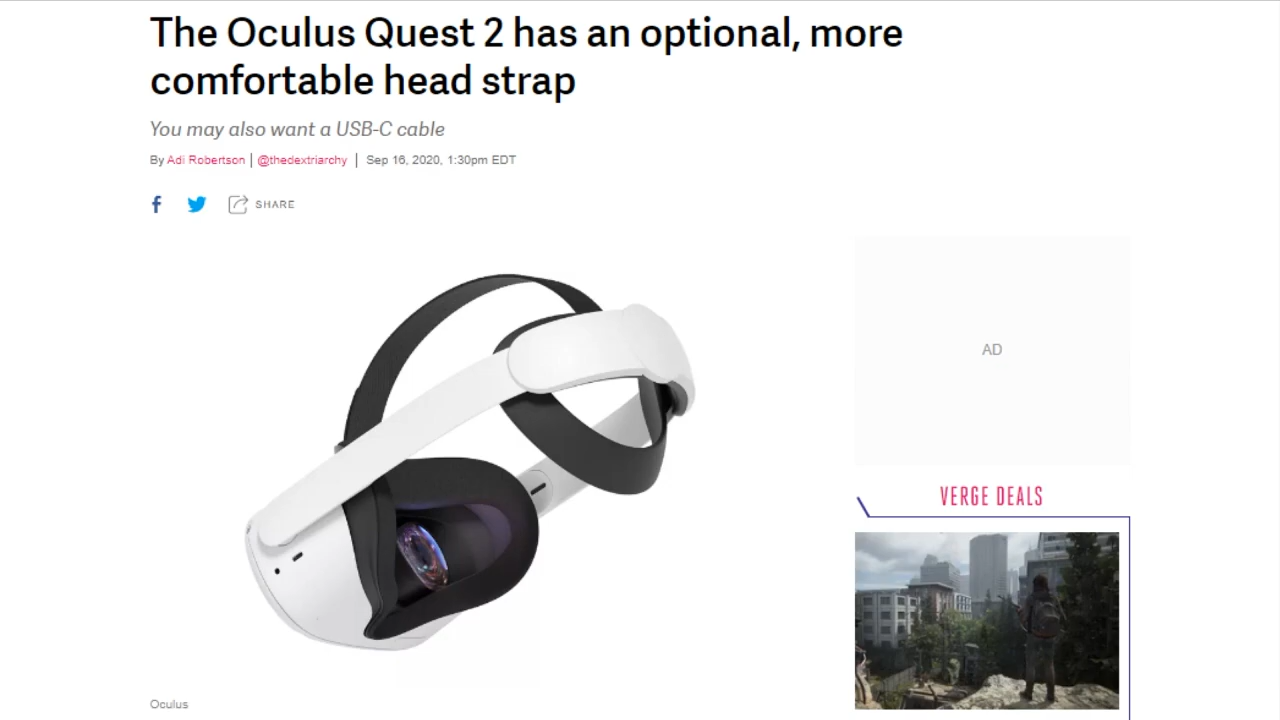 The Oculus Quest 2 has an optional, more
comfortable head strap
You may also want a USB-C cable
By Adi Robertson | @thedextriarchy | Sep 16, 2020, 1:30pm EDT
SHARE
AD
VERGE DEALS
Oculus